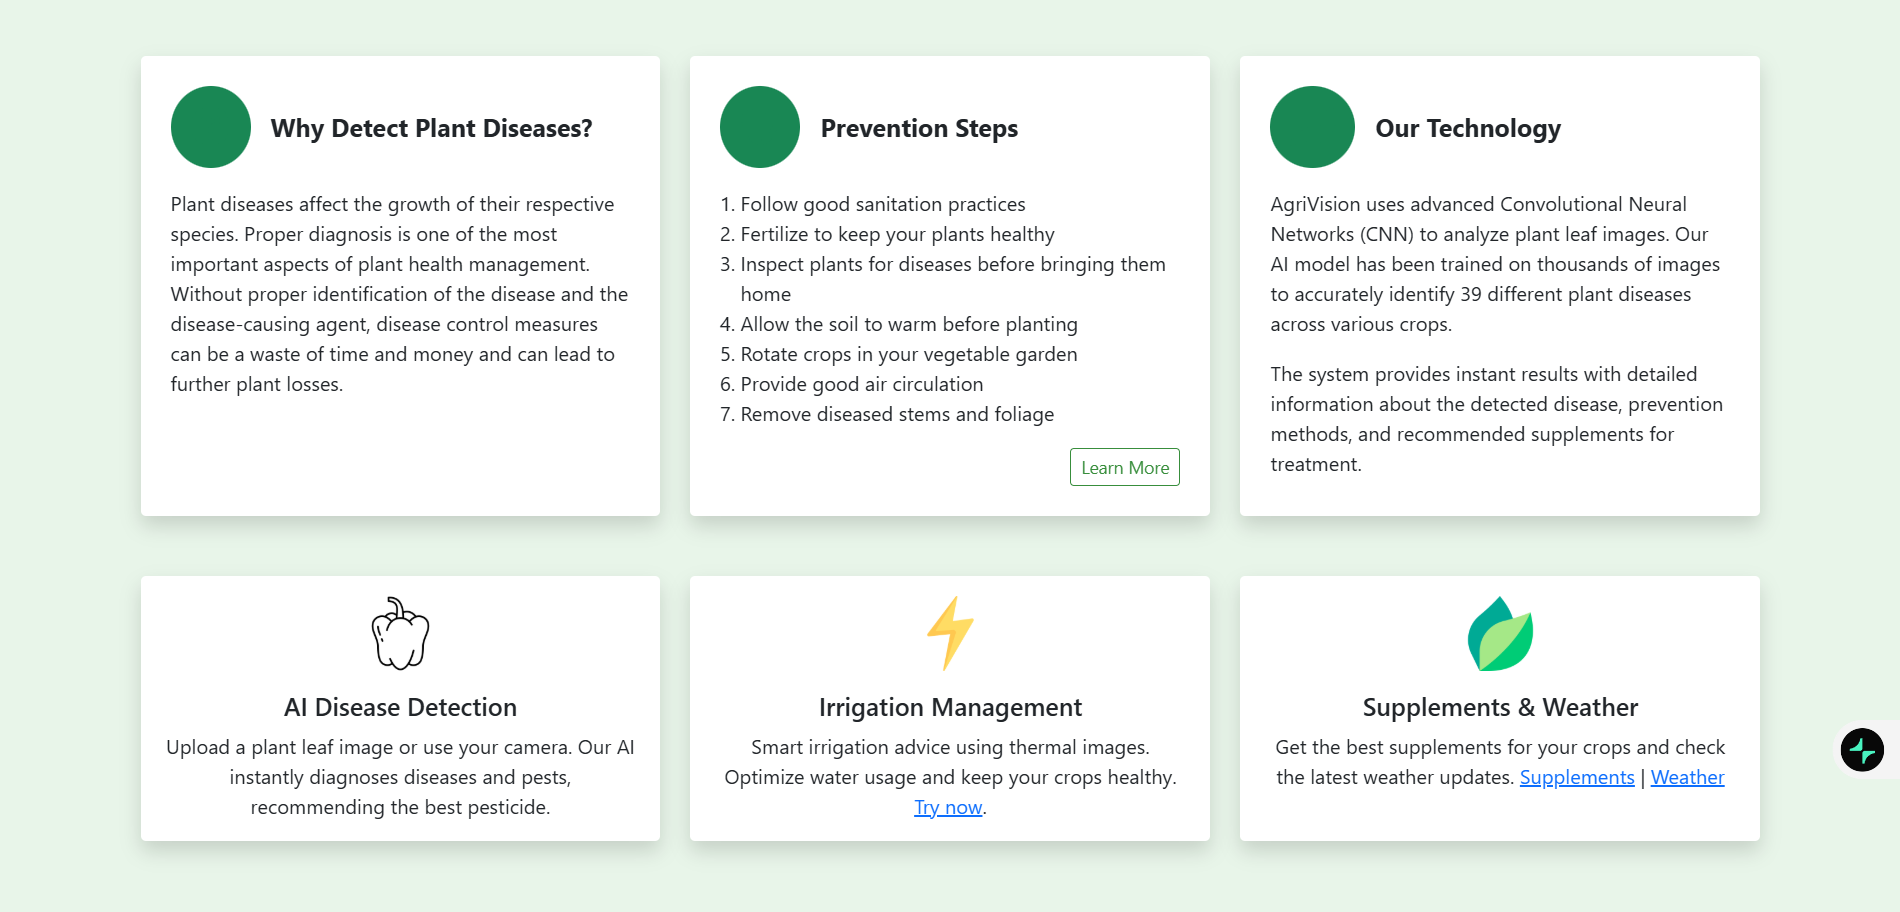 Why Detect Plant Diseases?
Plant diseases affect the growth of their respective
species. Proper diagnosis is one of the most
important aspects of plant health management.
Without proper identification of the disease and the
disease-causing agent, disease control measures
can be a waste of time and money and can lead to
further plant losses.
Prevention Steps
1. Follow good sanitation practices
2. Fertilize to keep your plants healthy
3. Inspect plants for diseases before bringing them
home
4. Allow the soil to warm before planting
5. Rotate crops in your vegetable garden
6. Provide good air circulation
7. Remove diseased stems and foliage
Learn More
Our Technology
AgriVision uses advanced Convolutional Neural
Networks (CNN) to analyze plant leaf images. Our
AI model has been trained on thousands of images
to accurately identify 39 different plant diseases
across various crops.
The system provides instant results with detailed
information about the detected disease, prevention
methods, and recommended supplements for
treatment.
AI Disease Detection
Upload a plant leaf image or use your camera. Our AI
instantly diagnoses diseases and pests,
recommending the best pesticide.
Irrigation Management
Smart irrigation advice using thermal images.
Optimize water usage and keep your crops healthy.
Try now.
Supplements & Weather
Get the best supplements for your crops and check
the latest weather updates. Supplements | Weather